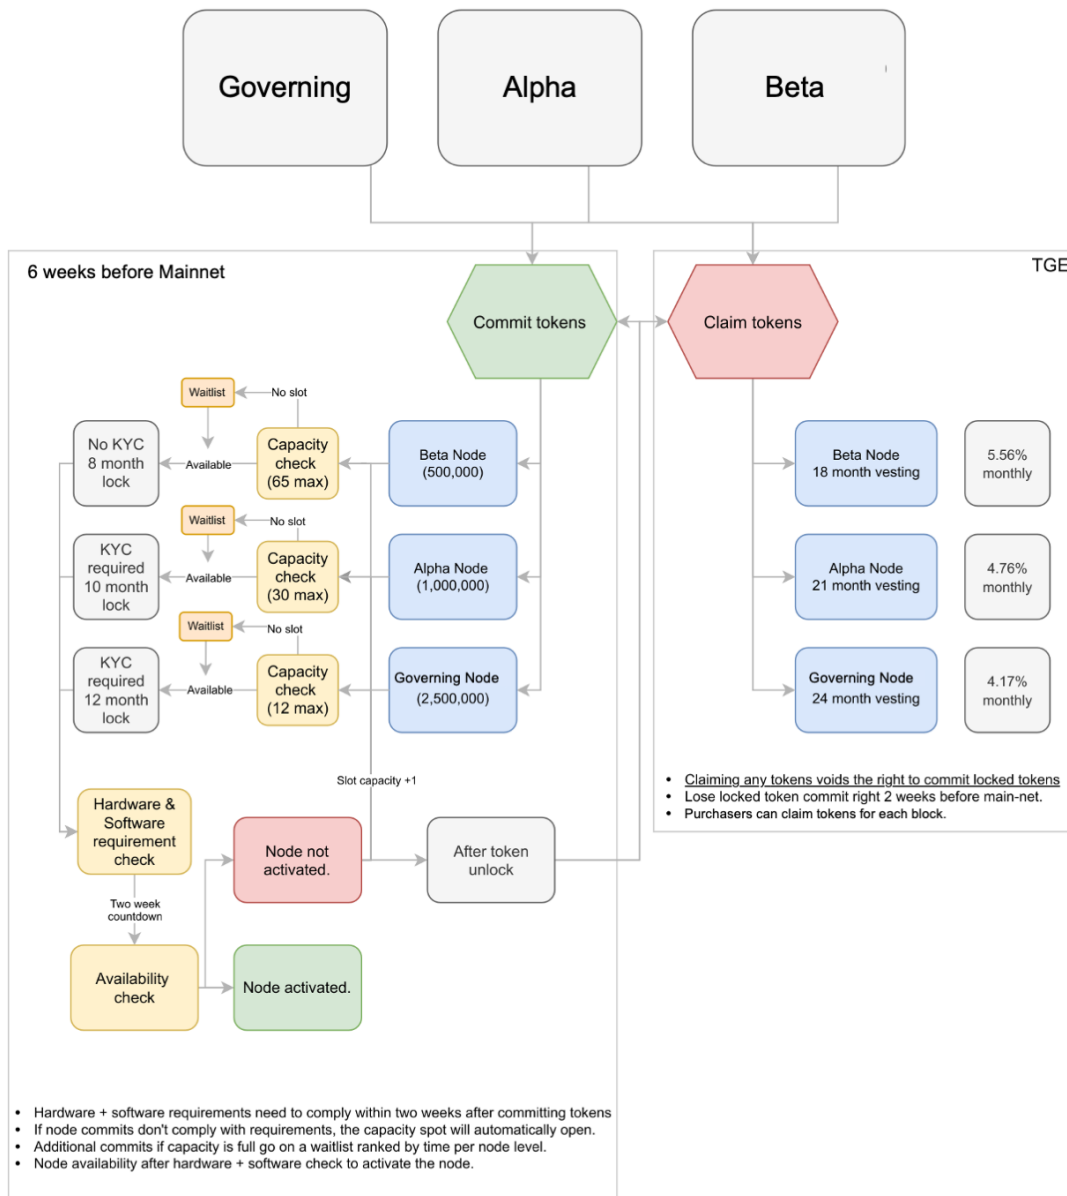 Governing
Alpha
Beta
6 weeks before Mainnet
TGE
Commit tokens
Claim tokens
Waitlist
No slot
No KYC
8 month
lock
Available
Capacity
check
(65 max)
Beta Node
(500,000)
Beta Node
18 month vesting
5.56%
monthly
Waitlist
No slot
KYC
required
10 month
lock
Available
Capacity
check
(30 max)
Alpha Node
(1,000,000)
Alpha Node
21 month vesting
4.76%
monthly
Waitlist
No slot
KYC
required
12 month
lock
Available
Capacity
check
(12 max)
Governing Node
(2,500,000)
Governing Node
24 month vesting
4.17%
monthly
Slot capacity +1
• Claiming any tokens voids the right to commit locked tokens
• Lose locked token commit right 2 weeks before main-net.
• Purchasers can claim tokens for each block.
Hardware &
Software
requirement
check
Node not
activated.
After token
unlock
Two week
countdown
Availability
check
Node activated.
• Hardware + software requirements need to comply within two weeks after committing tokens
• If node commits don't comply with requirements, the capacity spot will automatically open.
• Additional commits if capacity is full go on a waitlist ranked by time per node level.
• Node availability after hardware + software check to activate the node.